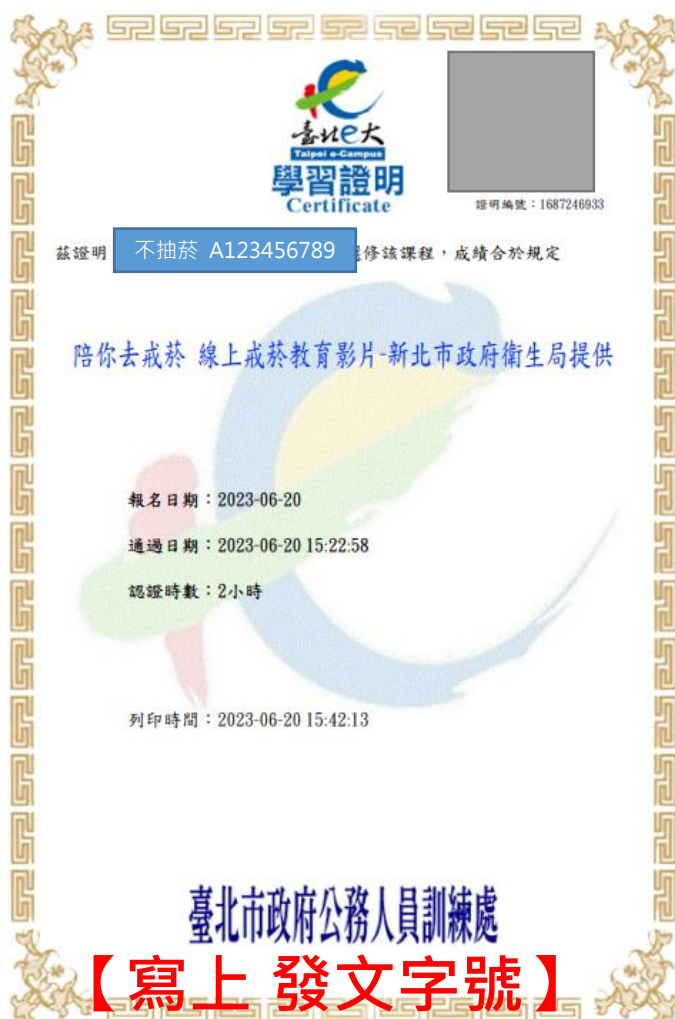 臺北e大
Taipei e-Campus
學習證明
Certificate
證明編號：1687246933
茲證明 不抽菸 A123456789 修該課程，成績合於規定
陪你去戒菸 線上戒菸教育影片-新北市政府衛生局提供
報名日期：2023-06-20
通過日期：2023-06-20 15:22:58
認證時數：2小時
列印時間：2023-06-20 15:42:13
臺北市政府公務人員訓練處
【寫上 發文字號】